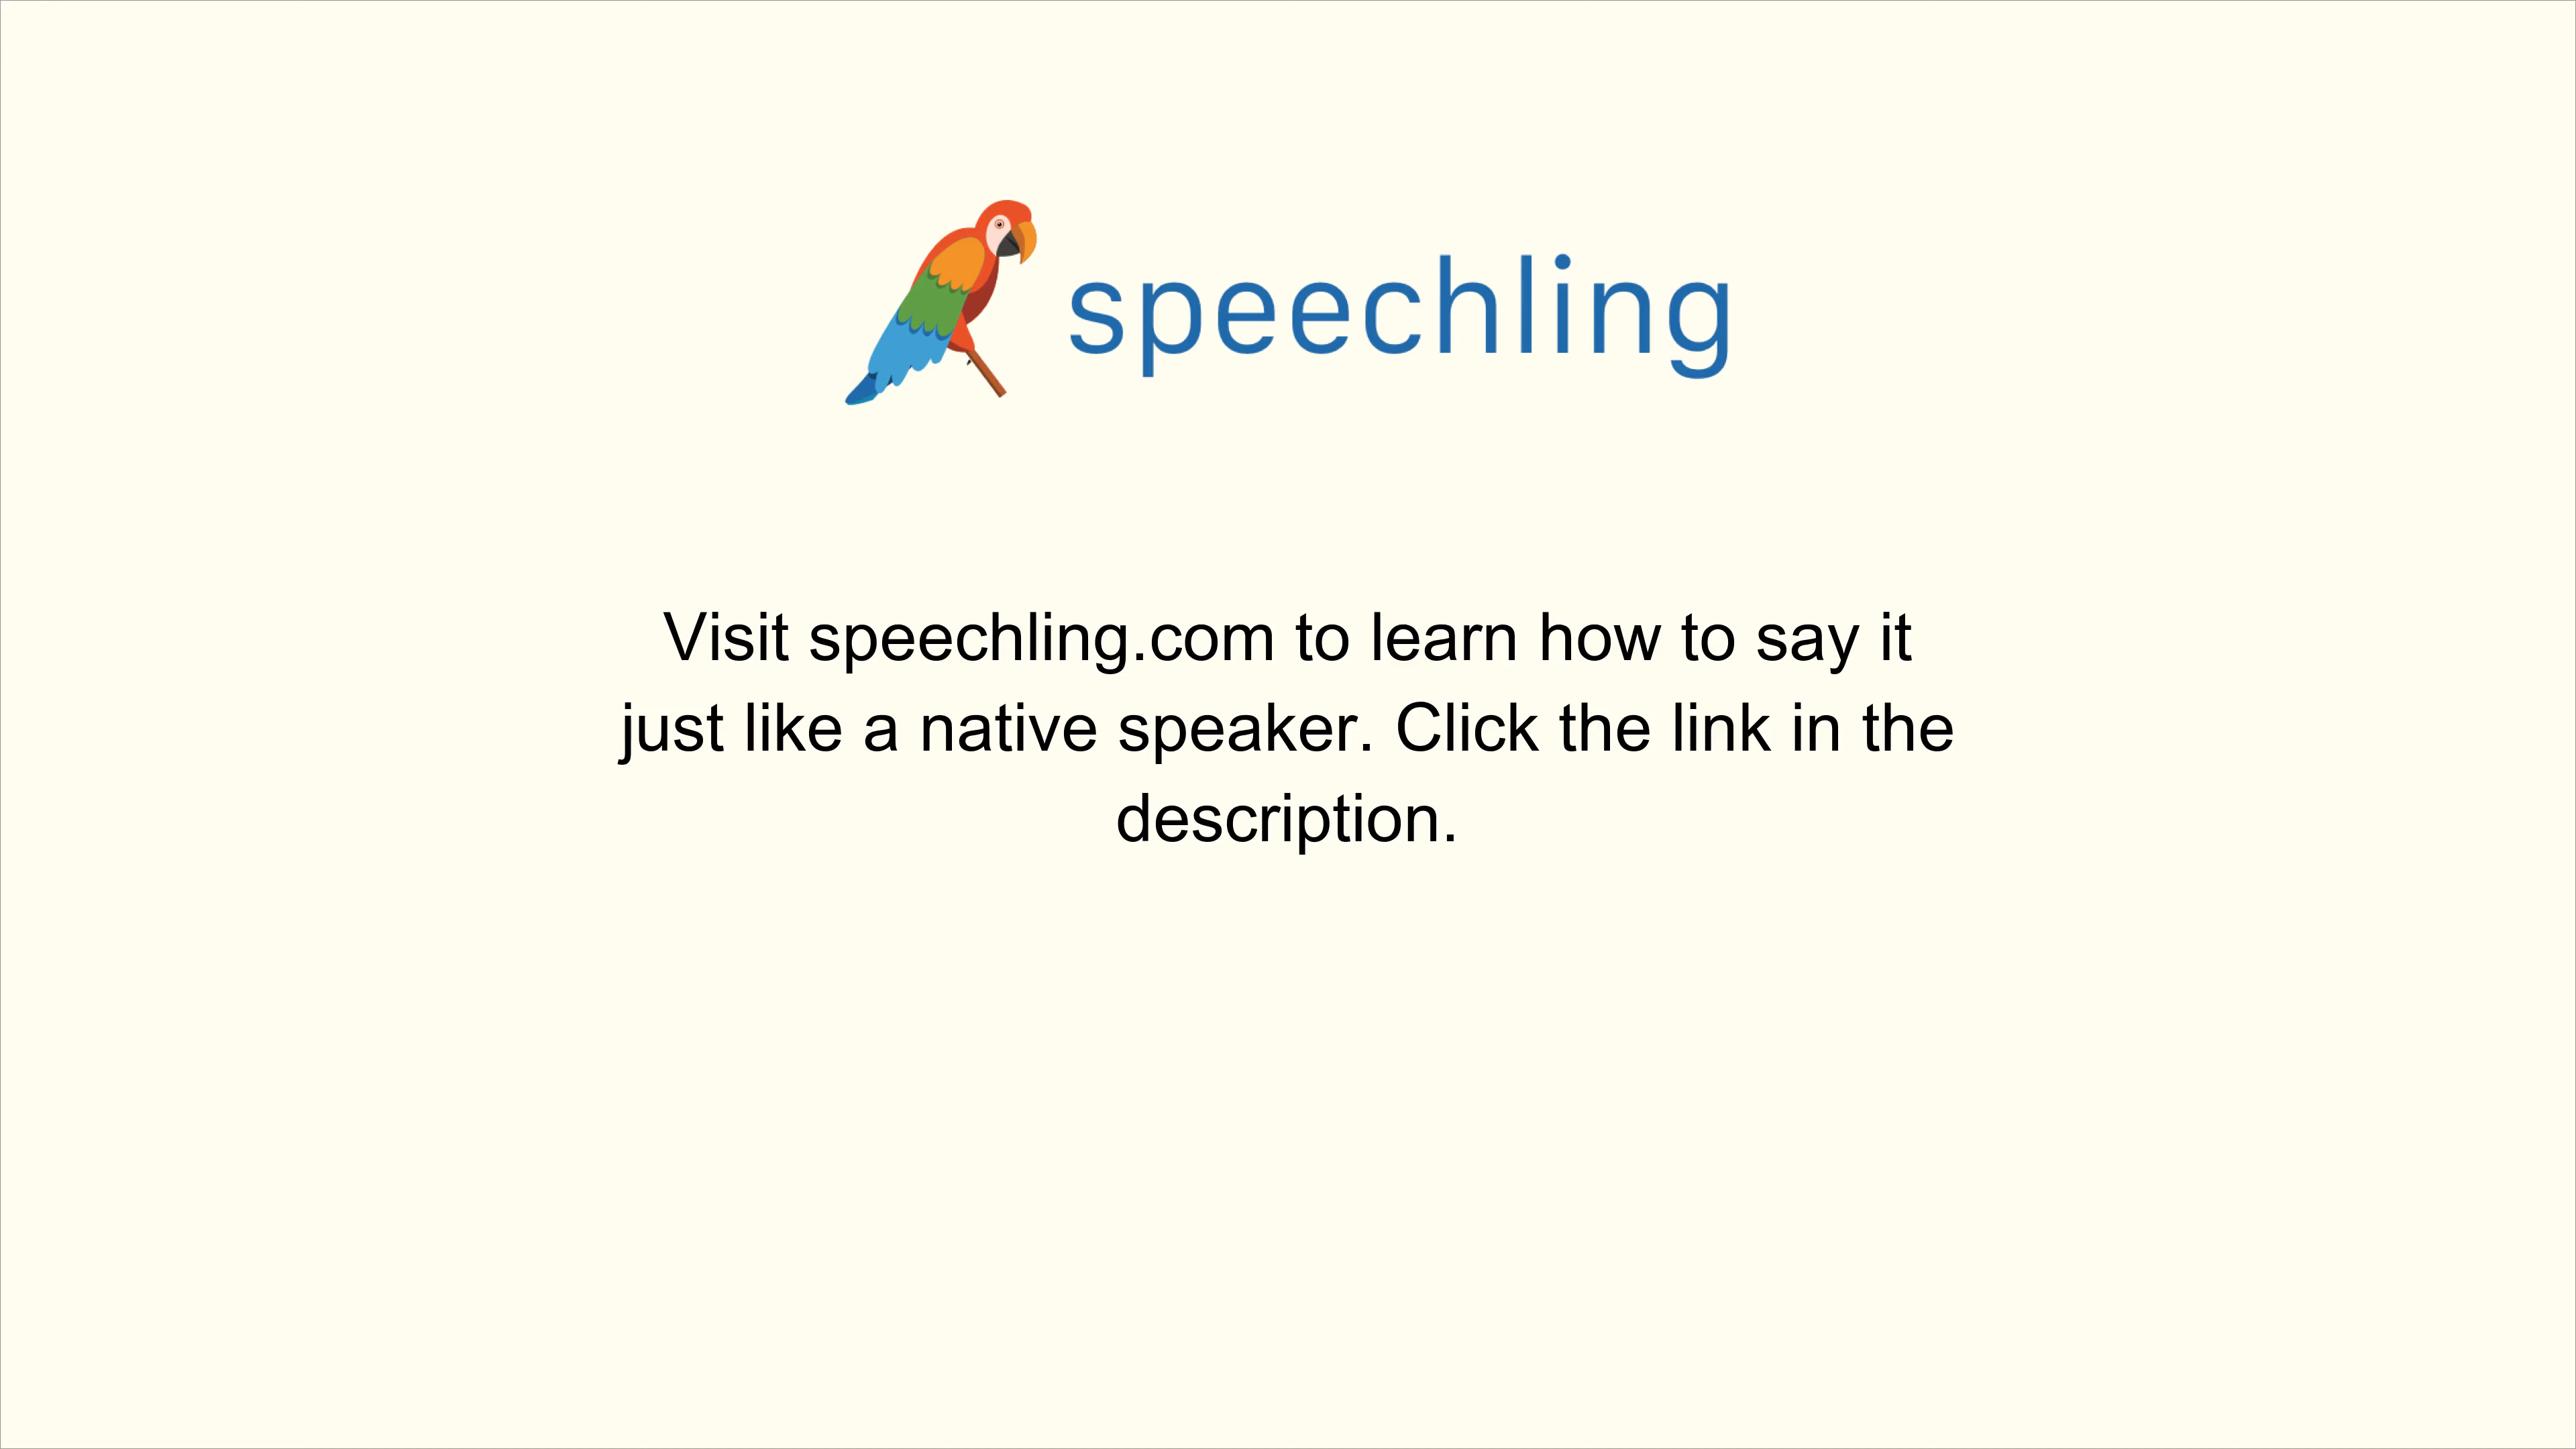 speechling
Visit speechling.com to learn how to say it
just like a native speaker. Click the link in the
description.